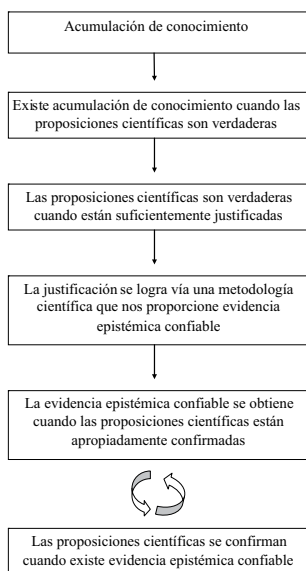 Acumulación de conocimiento
Existe acumulación de conocimiento cuando las
proposiciones científicas son verdaderas
Las proposiciones científicas son verdaderas
cuando están suficientemente justificadas
La justificación se logra vía una metodología
científica que nos proporcione evidencia
epistémica confiable
La evidencia epistémica confiable se obtiene
cuando las proposiciones científicas están
apropiadamente confirmadas
Las proposiciones científicas se confirman
cuando existe evidencia epistémica confiable